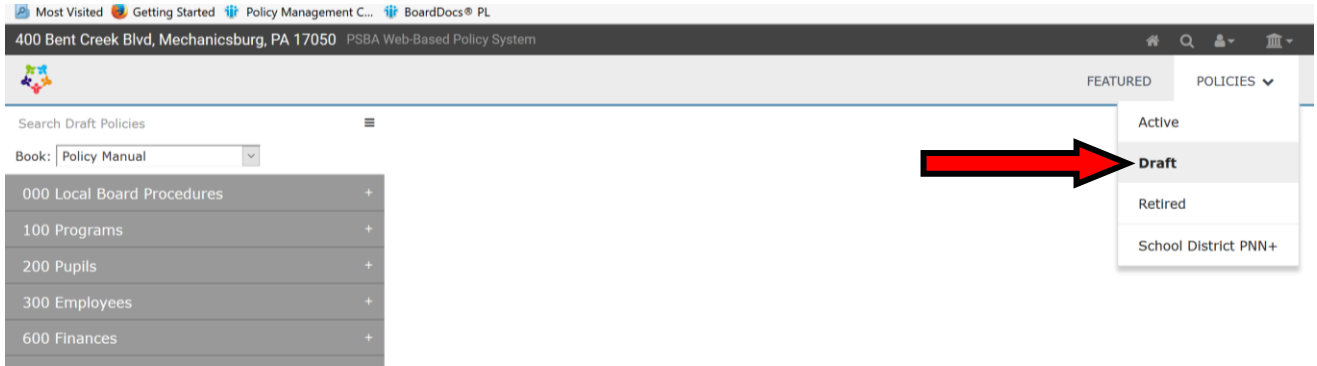 Most Visited Getting Started Policy Management C... BoardDocs® PL
400 Bent Creek Blvd, Mechanicsburg, PA 17050 PSBA Web-Based Policy System
FEATURED POLICIES
Search Draft Policies
Book: Policy Manual
000 Local Board Procedures +
100 Programs +
200 Pupils +
300 Employees +
600 Finances +
Active
Draft
Retired
School District PNN+